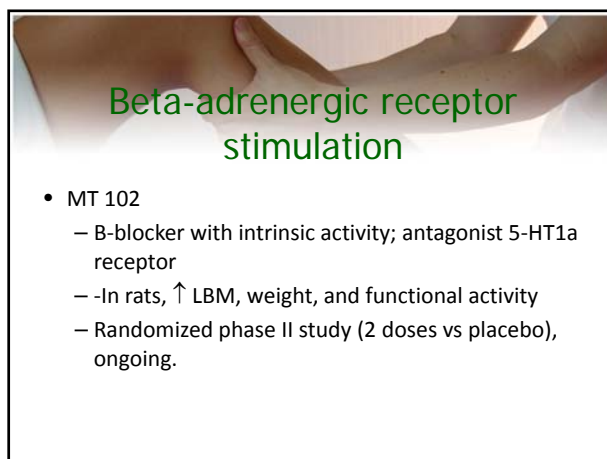 Beta-adrenergic receptor
stimulation
• MT 102
– B-blocker with intrinsic activity; antagonist 5-HT1a
receptor
– -In rats, ↑ LBM, weight, and functional activity
– Randomized phase II study (2 doses vs placebo),
ongoing.